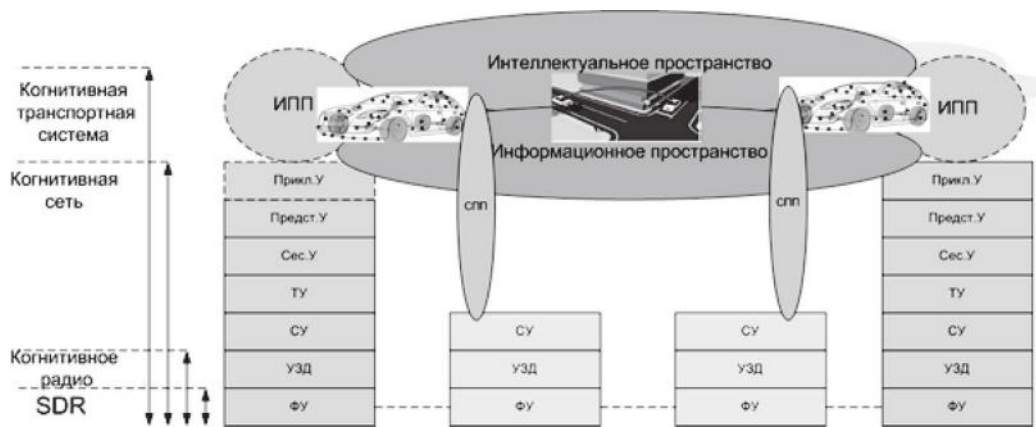 Интеллектуальное пространство
Когнитивная
транспортная
система
ИПП
ИПП
Информационное пространство
Когнитивная
сеть
Прикл.У
Прикл.У
спп
спп
Предст.У
Предст.У
Сес.У
Сес.У
ТУ
ТУ
СУ
СУ
СУ
СУ
Когнитивное
радио
УЗД
УЗД
УЗД
УЗД
SDR
ФУ
ФУ
ФУ
ФУ